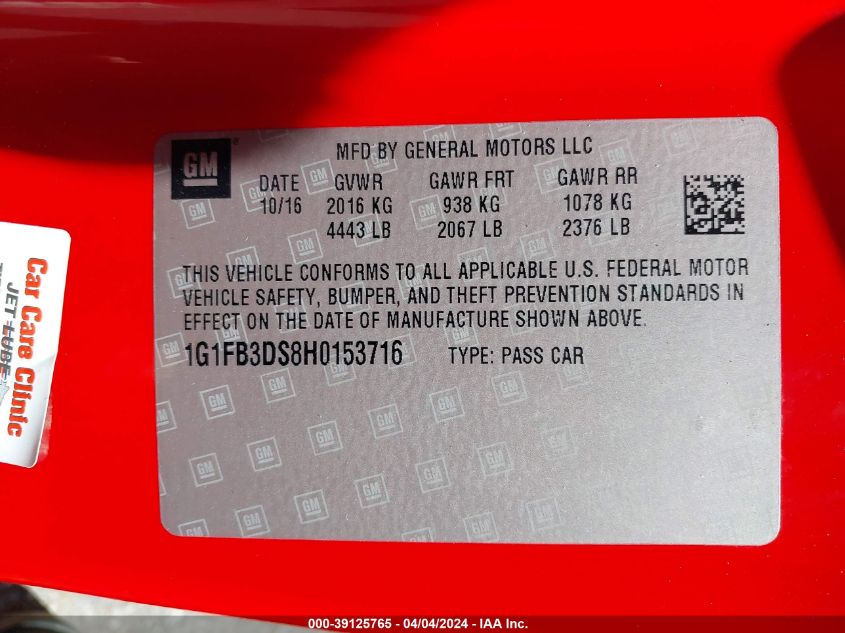 GM
MFD BY GENERAL MOTORS LLC
DATE GVWR GAWR FRT GAWR RR
10/16 2016 KG 938 KG 1078 KG
4443 LB 2067 LB 2376 LB
THIS VEHICLE CONFORMS TO ALL APPLICABLE U.S. FEDERAL MOTOR
VEHICLE SAFETY, BUMPER, AND THEFT PREVENTION STANDARDS IN
EFFECT ON THE DATE OF MANUFACTURE SHOWN ABOVE.
1G1FB3DS8H0153716 TYPE: PASS CAR
Car Care Clinic
JET-LUBE
000-39125765 - 04/04/2024 - IAA Inc.